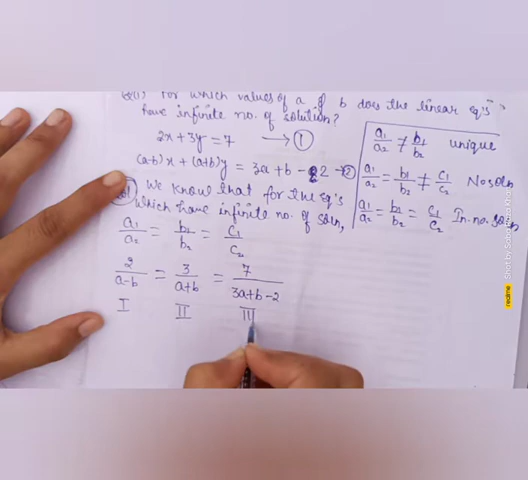 Q(i) For which values of a & b does the linear eq's
have infinite no. of solution?
2x + 3y = 7 → ①
(a-b)x + (a+b)y = 3a + b - 2 → ②
We know that for the eq's
which have infinite no. of soln,
a₁/a₂ = b₁/b₂ = c₁/c₂
2/(a-b) = 3/(a+b) = 7/(3a+b-2)
I II III
a₁/a₂ ≠ b₁/b₂ unique
a₁/a₂ = b₁/b₂ ≠ c₁/c₂ No soln
a₁/a₂ = b₁/b₂ = c₁/c₂ In. no. soln
realme
Shot by